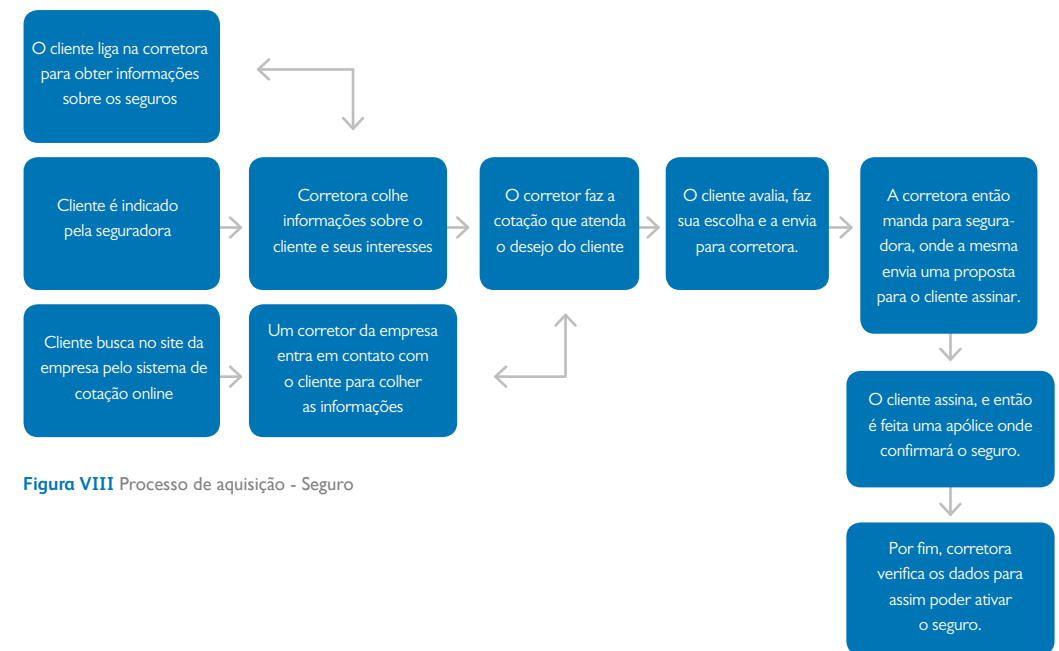 O cliente liga na corretora
para obter informações
sobre os seguros
Cliente é indicado
pela seguradora
Corretora colhe
informações sobre o
cliente e seus interesses
O corretor faz a
cotação que atenda
o desejo do cliente
O cliente avalia, faz
sua escolha e a envia
para corretora.
A corretora então
manda para segura-
dora, onde a mesma
envia uma proposta
para o cliente assinar.
Cliente busca no site da
empresa pelo sistema de
cotação online
Um corretor da empresa
entra em contato com
o cliente para colher
as informações
O cliente assina, e então
é feita uma apólice onde
confirmará o seguro.
Por fim, corretora
verifica os dados para
assim poder ativar
o seguro.
Figura VIII Processo de aquisição - Seguro